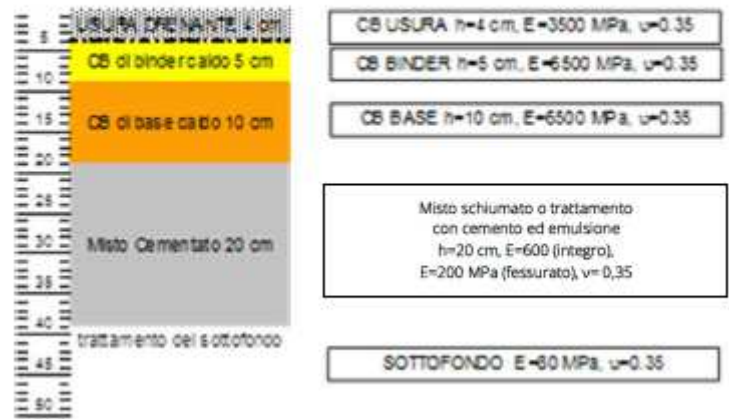 USURA DRENANTE 4 cm
CB di binder caldo 5 cm
CB di base caldo 10 cm
Misto Cementato 20 cm
trattamento del sottofondo
5
10
15
20
25
30
35
40
45
50
CB USURA h=4 cm, E=3500 MPa, υ=0.35
CB BINDER h=5 cm, E=6500 MPa, υ=0.35
CB BASE h=10 cm, E=6500 MPa, υ=0.35
Misto schiumato o trattamento
con cemento ed emulsione
h=20 cm, E=600 (integro),
E=200 MPa (fessurato), ν= 0,35
SOTTOFONDO E=80 MPa, υ=0.35